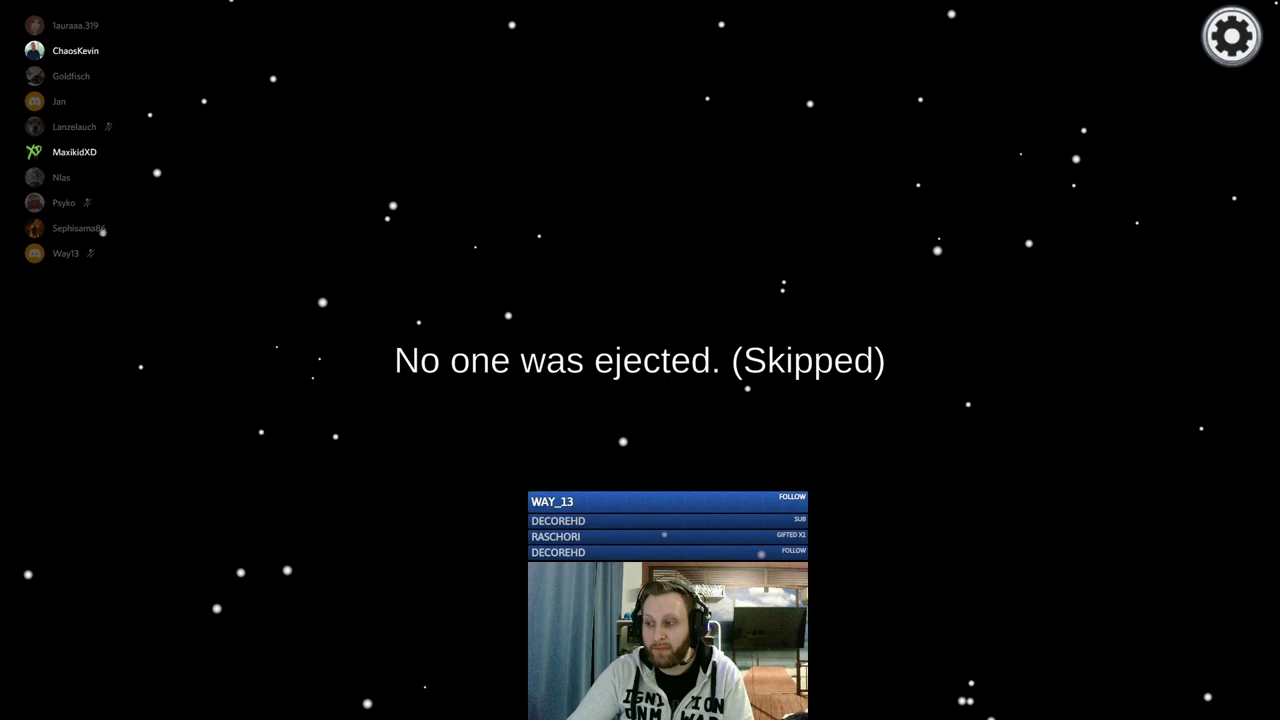 1auraaa.319
ChaosKevin
Goldfisch
Jan
Lanzelauch
MaxikidXD
Nlas
Psyko
Sephisama86
Way13
No one was ejected. (Skipped)
WAY_13 FOLLOW
DECOREHD SUB
RASCHORI GIFTED X1
DECOREHD FOLLOW